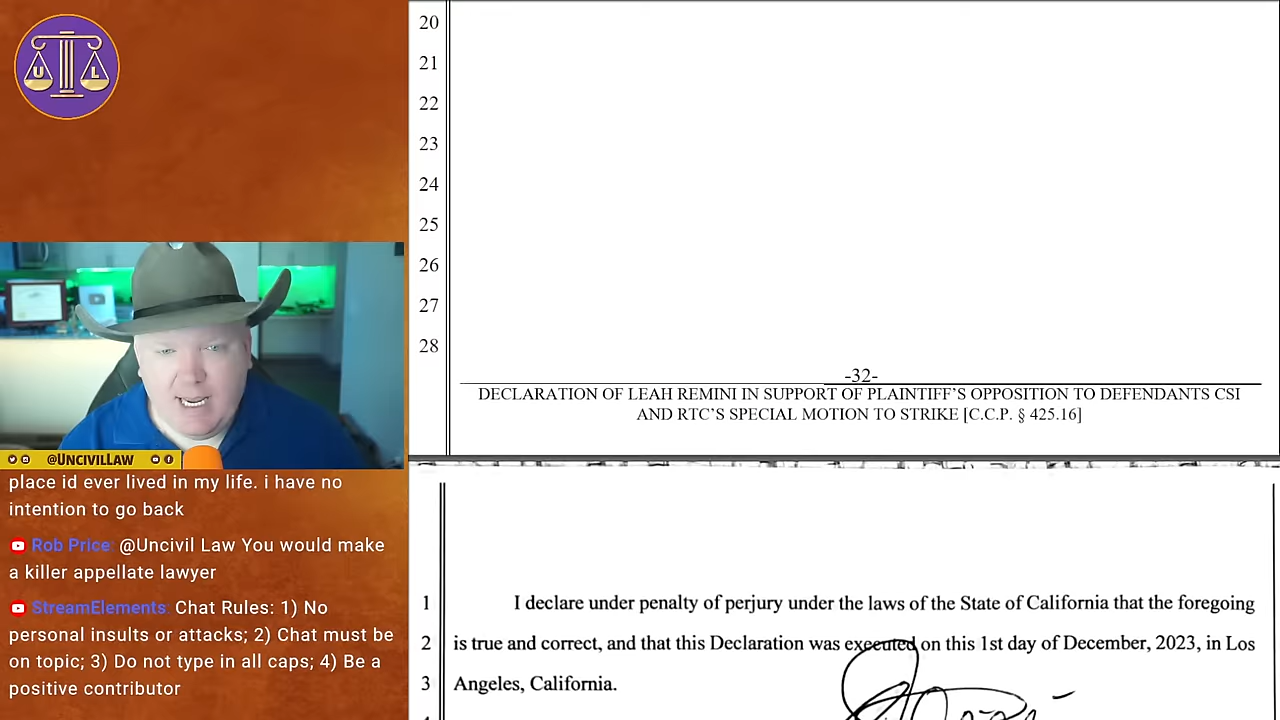 U L
@UNCIVILLAW
place id ever lived in my life. i have no
intention to go back
Rob Price: @Uncivil Law You would make
a killer appellate lawyer
StreamElements: Chat Rules: 1) No
personal insults or attacks; 2) Chat must be
on topic; 3) Do not type in all caps; 4) Be a
positive contributor
20
21
22
23
24
25
26
27
28
-32-
DECLARATION OF LEAH REMINI IN SUPPORT OF PLAINTIFF'S OPPOSITION TO DEFENDANTS CSI
AND RTC'S SPECIAL MOTION TO STRIKE [C.C.P. § 425.16]
1 I declare under penalty of perjury under the laws of the State of California that the foregoing
2 is true and correct, and that this Declaration was executed on this 1st day of December, 2023, in Los
3 Angeles, California.